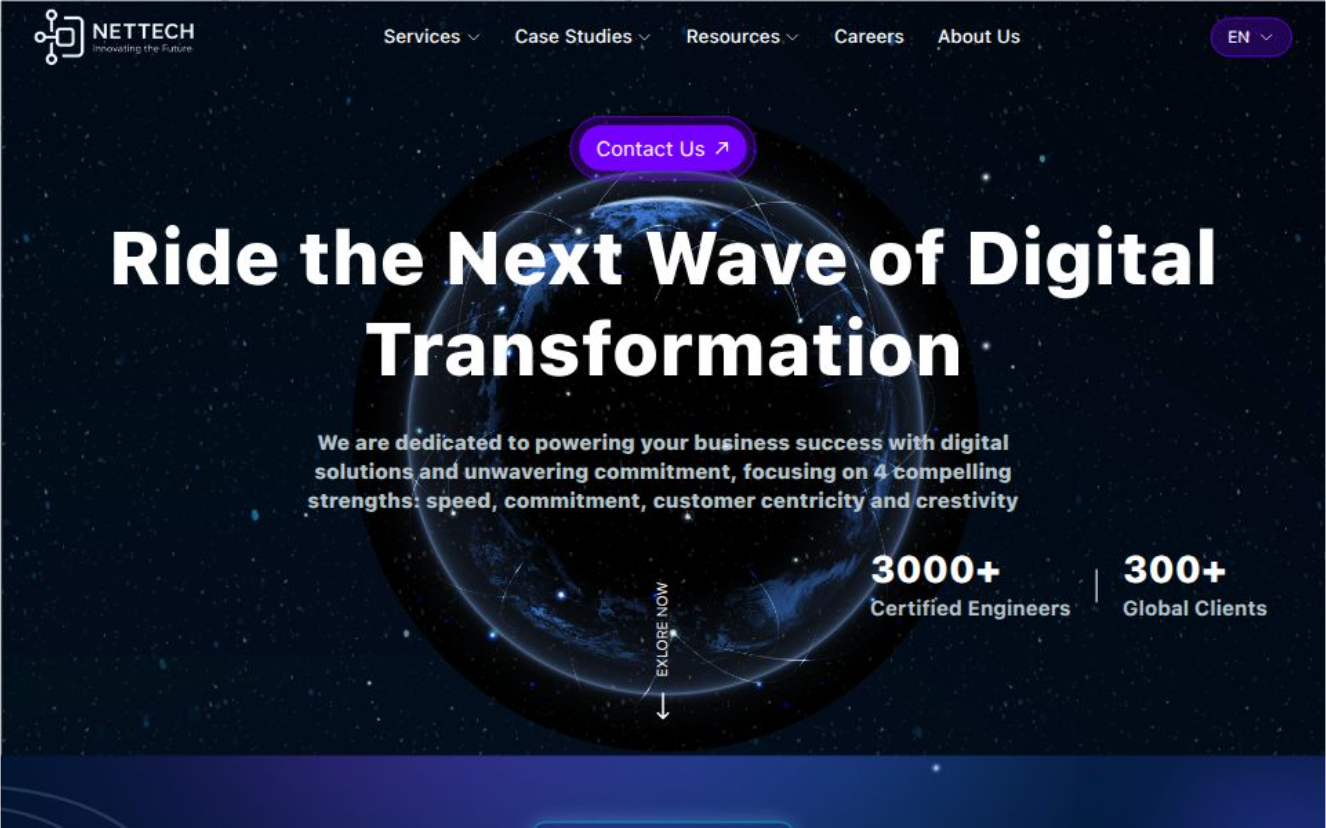 NETTECH
Innovating the Future
Services
Case Studies
Resources
Careers
About Us
EN
Contact Us
Ride the Next Wave of Digital
Transformation
We are dedicated to powering your business success with digital
solutions and unwavering commitment, focusing on 4 compelling
strengths: speed, commitment, customer centricity and crestivity
3000+
Certified Engineers
300+
Global Clients
EXLORE NOW